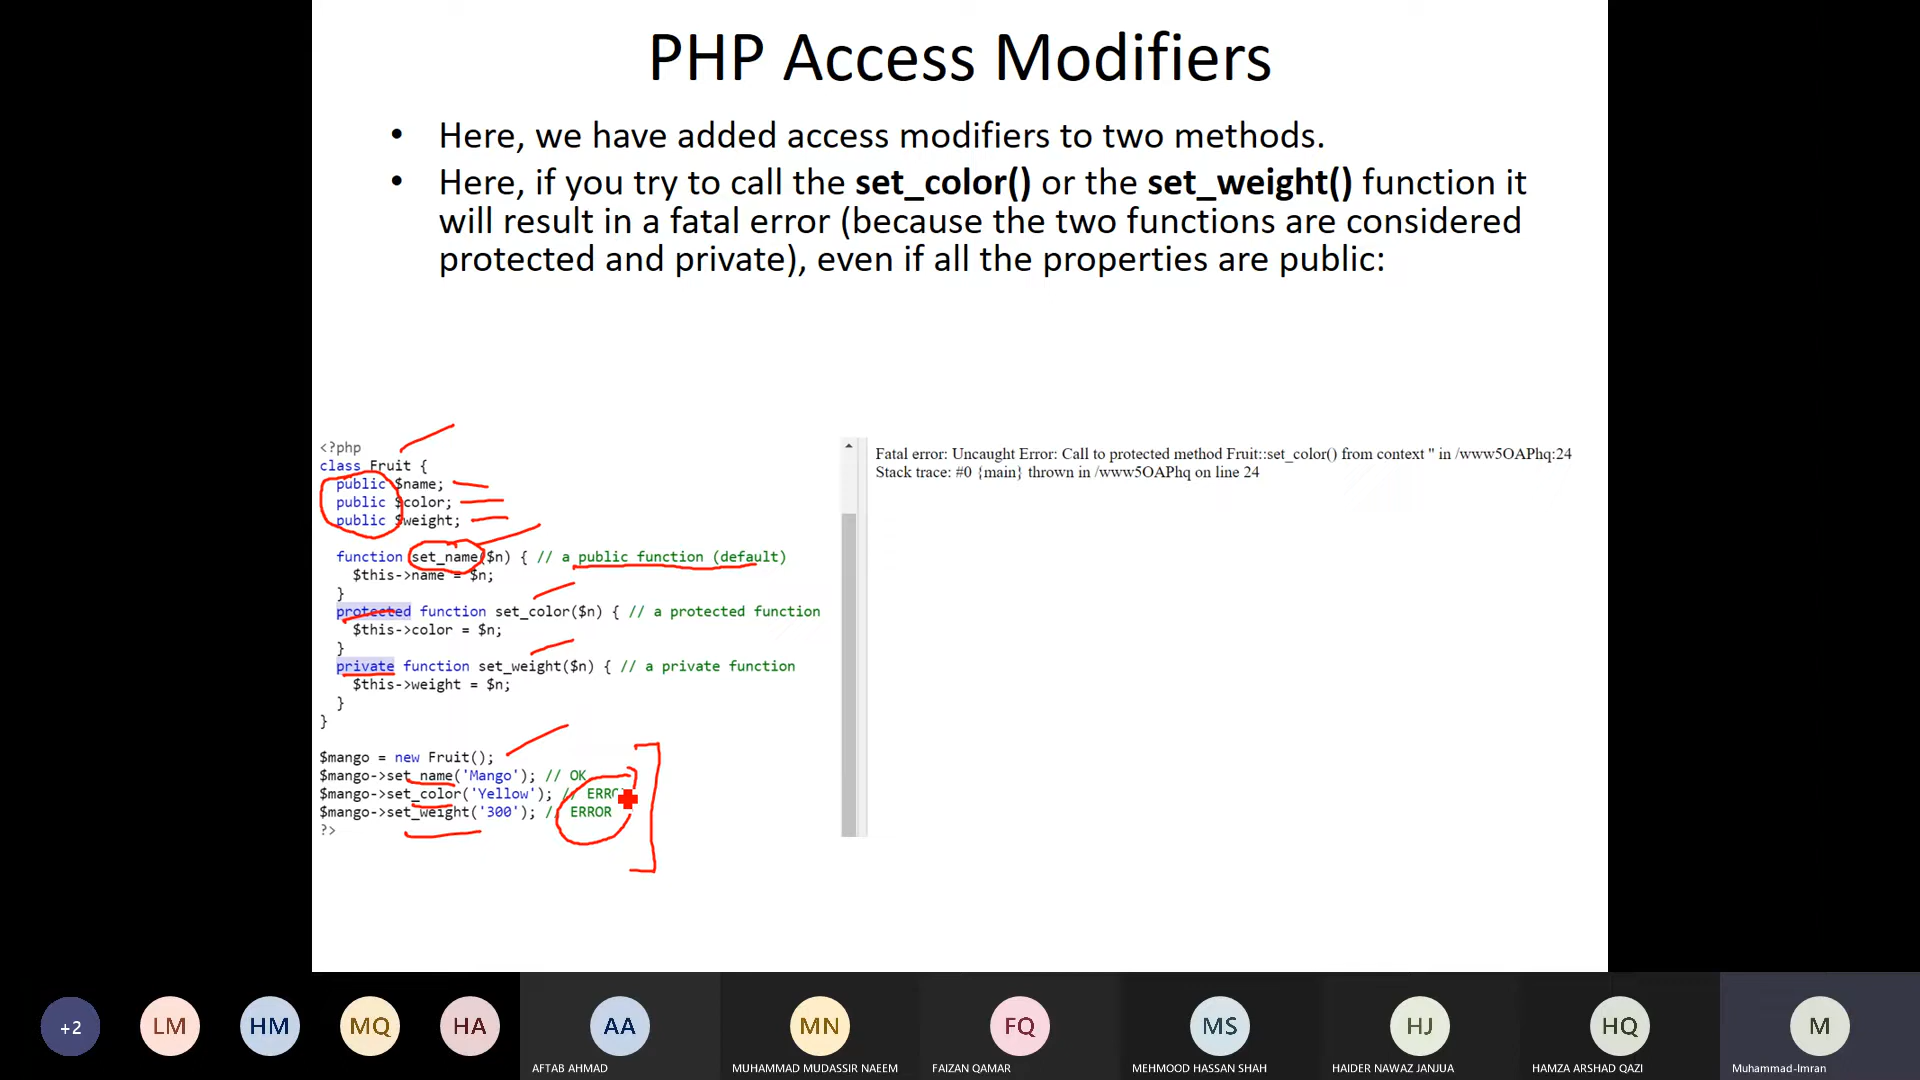 PHP Access Modifiers
• Here, we have added access modifiers to two methods.
• Here, if you try to call the set_color() or the set_weight() function it
will result in a fatal error (because the two functions are considered
protected and private), even if all the properties are public:
<?php
class Fruit {
public $name;
public $color;
public $weight;
function set_name($n) { // a public function (default)
$this->name = $n;
}
protected function set_color($n) { // a protected function
$this->color = $n;
}
private function set_weight($n) { // a private function
$this->weight = $n;
}
}
$mango = new Fruit();
$mango->set_name('Mango'); // OK
$mango->set_color('Yellow'); // ERRO
$mango->set_weight('300'); // ERROR
?>
Fatal error: Uncaught Error: Call to protected method Fruit::set_color() from context '' in /www5OAPhq:24
Stack trace: #0 {main} thrown in /www5OAPhq on line 24
+2
LM
HM
MQ
HA
AA
MN
FQ
MS
HJ
HQ
M
AFTAB AHMAD
MUHAMMAD MUDASSIR NAEEM
FAIZAN QAMAR
MEHMOOD HASSAN SHAH
HAIDER NAWAZ JANJUA
HAMZA ARSHAD QAZI
Muhammad-Imran